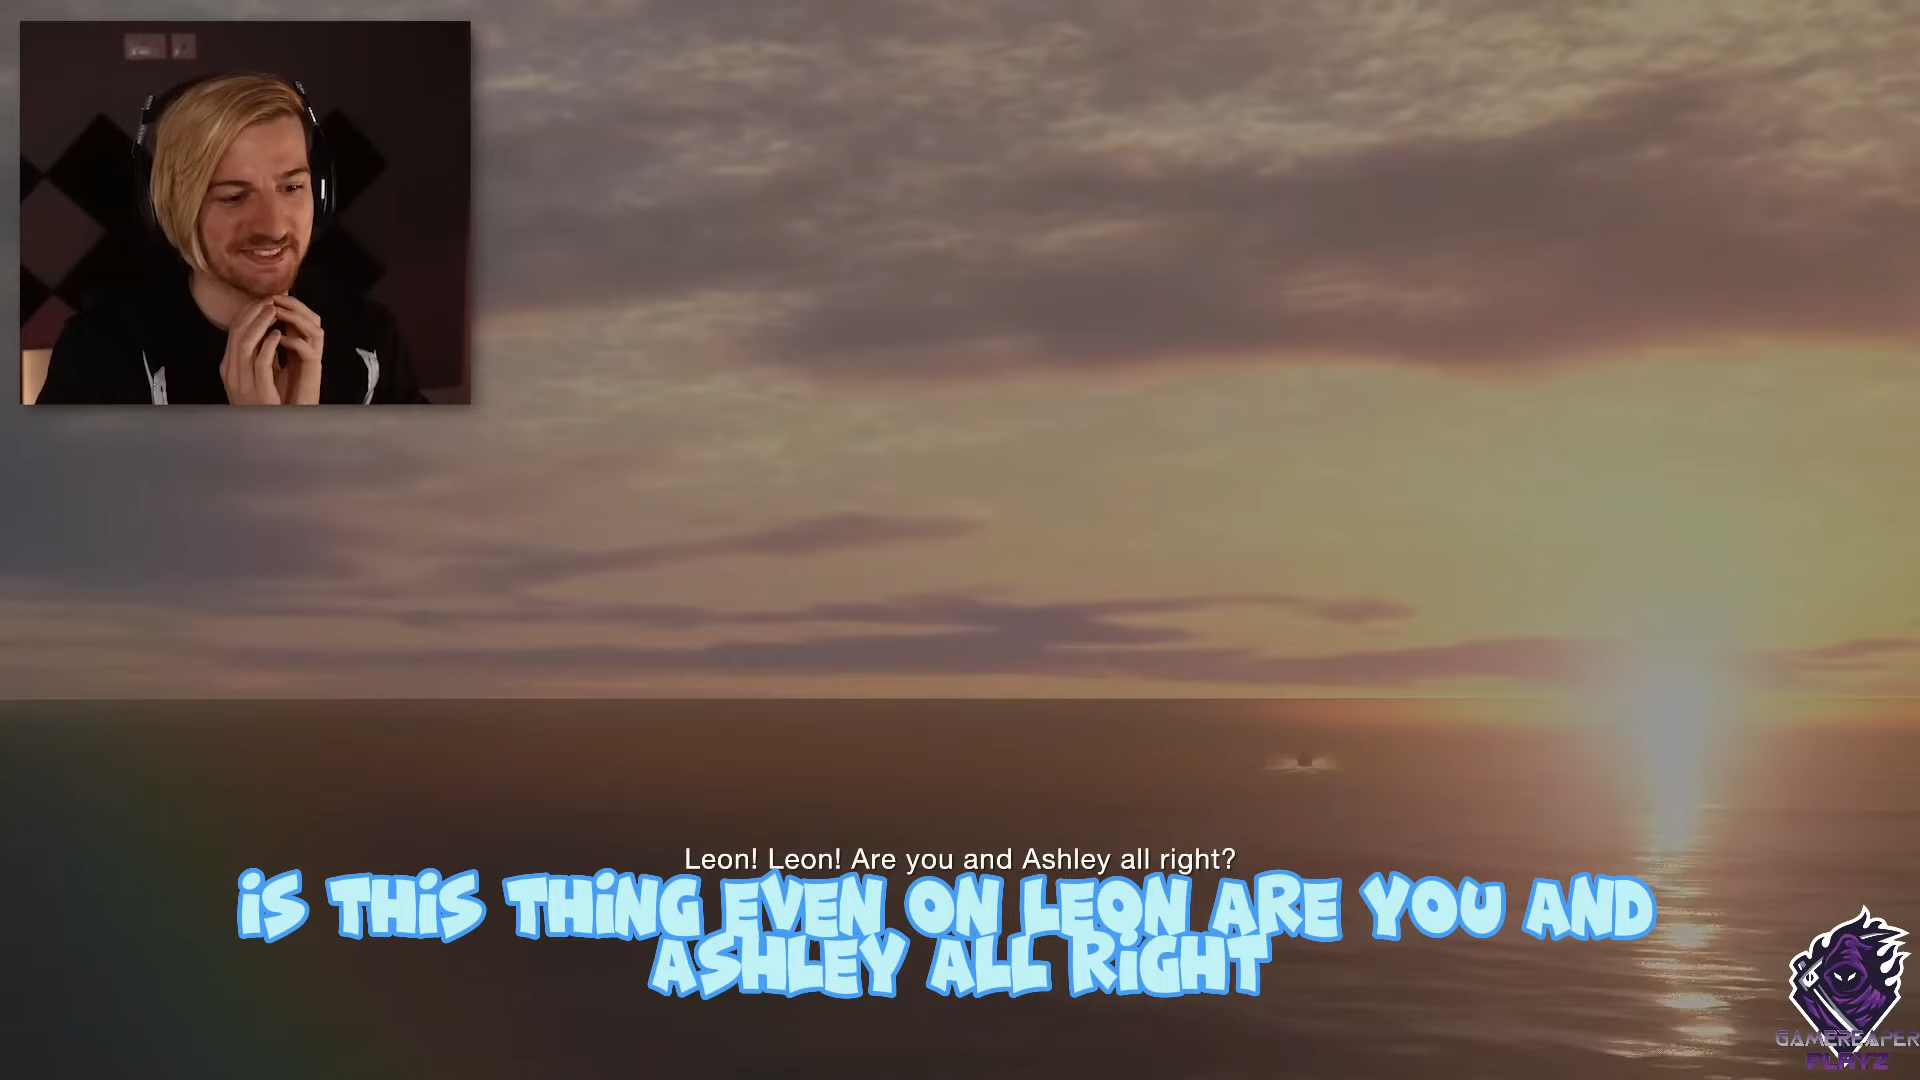 Leon! Leon! Are you and Ashley all right?
iS THiS THiNG EVEN ON LEON ARE YOU AND
ASHLEY ALL RiGHT
GAMEREAPER
PLAYZ